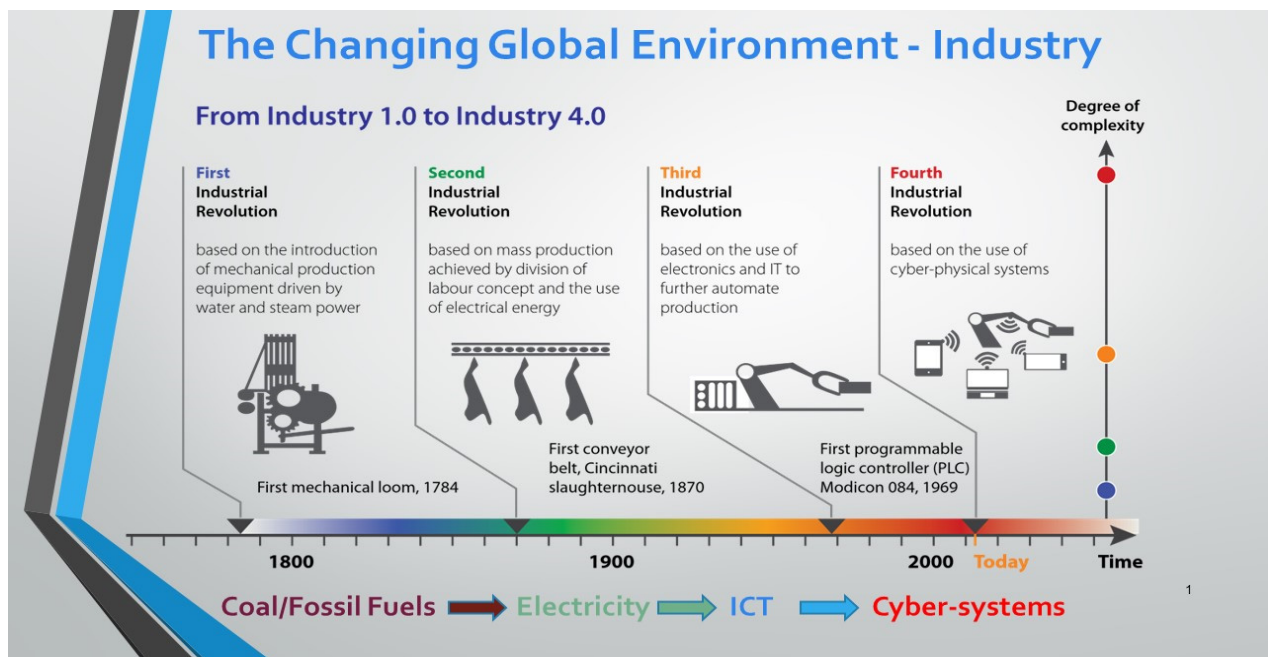 The Changing Global Environment - Industry
From Industry 1.0 to Industry 4.0
Degree of
complexity
First
Industrial
Revolution
based on the introduction
of mechanical production
equipment driven by
water and steam power
First mechanical loom, 1784
Second
Industrial
Revolution
based on mass production
achieved by division of
labour concept and the use
of electrical energy
First conveyor
belt, Cincinnati
slaughternouse, 1870
Third
Industrial
Revolution
based on the use of
electronics and IT to
further automate
production
First programmable
logic controller (PLC)
Modicon 084, 1969
Fourth
Industrial
Revolution
based on the use of
cyber-physical systems
1800
1900
2000
Today
Time
Coal/Fossil Fuels
Electricity
ICT
Cyber-systems
1